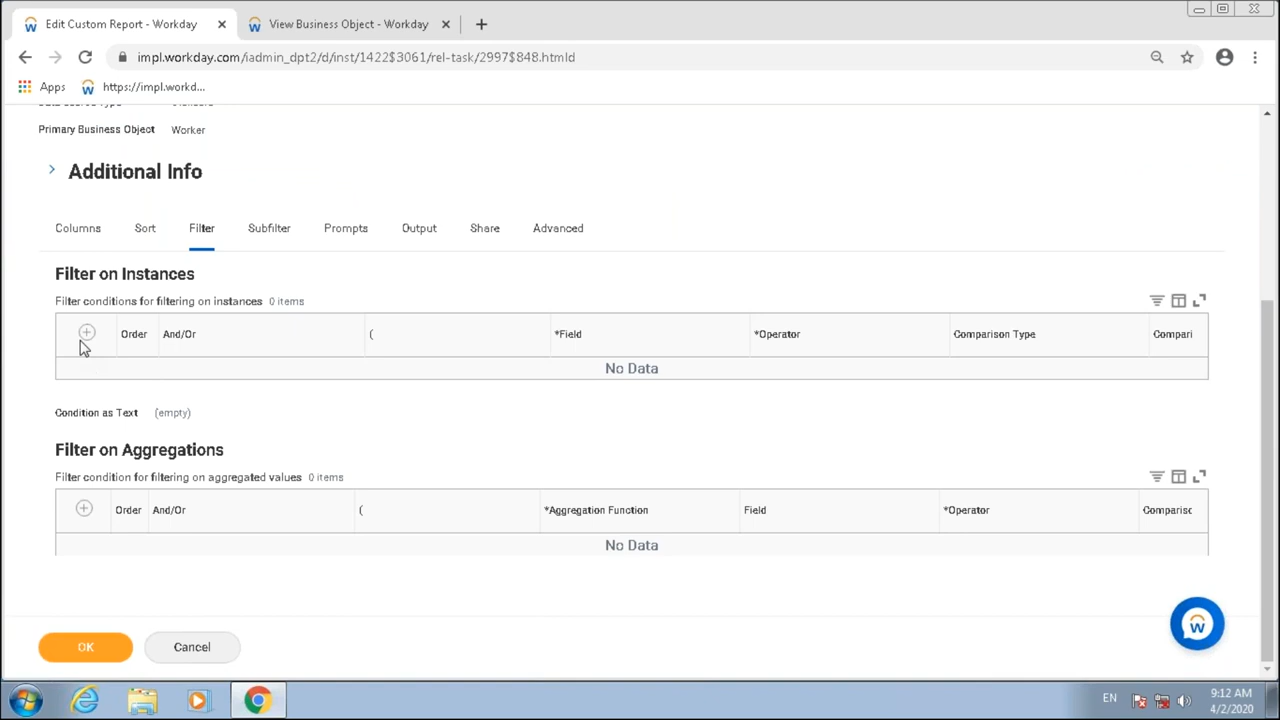 Edit Custom Report - Workday
View Business Object - Workday
impl.workday.com/iadmin_dpt2/d/inst/1422$3061/rel-task/2997$848.htmld
Apps
https://impl.workd...
Primary Business Object Worker
Additional Info
Columns Sort Filter Subfilter Prompts Output Share Advanced
Filter on Instances
Filter conditions for filtering on instances 0 items
Order And/Or ( *Field *Operator Comparison Type Compari
No Data
Condition as Text (empty)
Filter on Aggregations
Filter condition for filtering on aggregated values 0 items
Order And/Or ( *Aggregation Function Field *Operator Comparisc
No Data
OK Cancel
EN
9:12 AM
4/2/2020